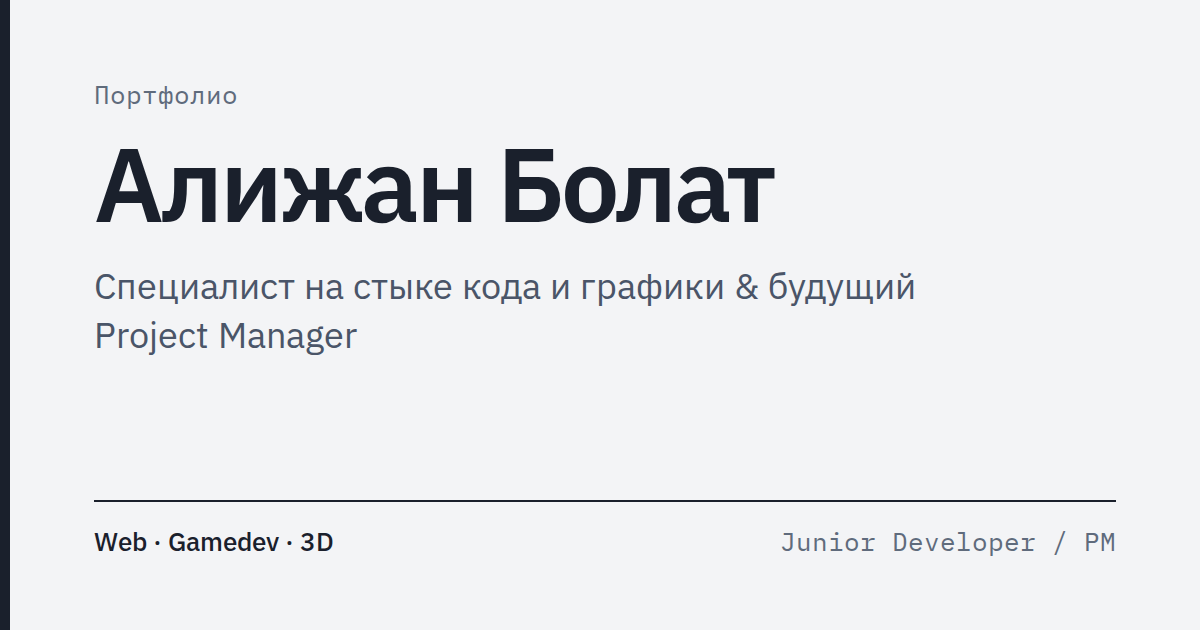 Портфолио
Алижан Болат
Специалист на стыке кода и графики & будущий
Project Manager
Web · Gamedev · 3D
Junior Developer / PM